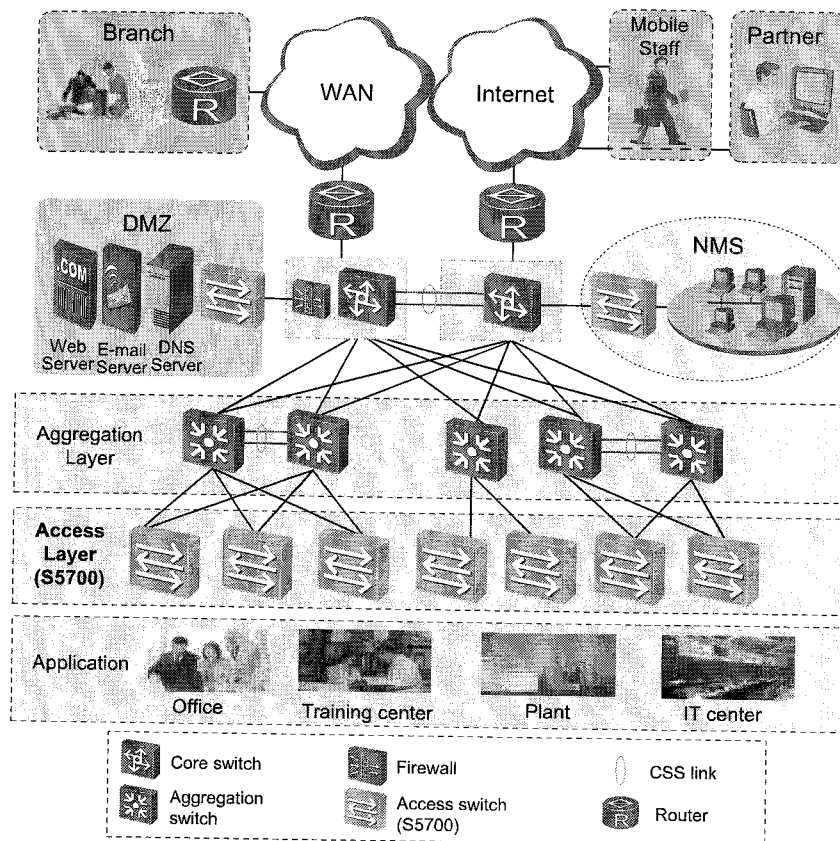 Branch
WAN
Internet
Mobile
Staff
Partner
R
R
R
DMZ
.COM
Web
Server
E-mail
Server
DNS
Server
NMS
Aggregation
Layer
Access
Layer
(S5700)
Application
Office
Training center
Plant
IT center
Core switch
Firewall
CSS link
Aggregation
switch
Access switch
(S5700)
R
Router